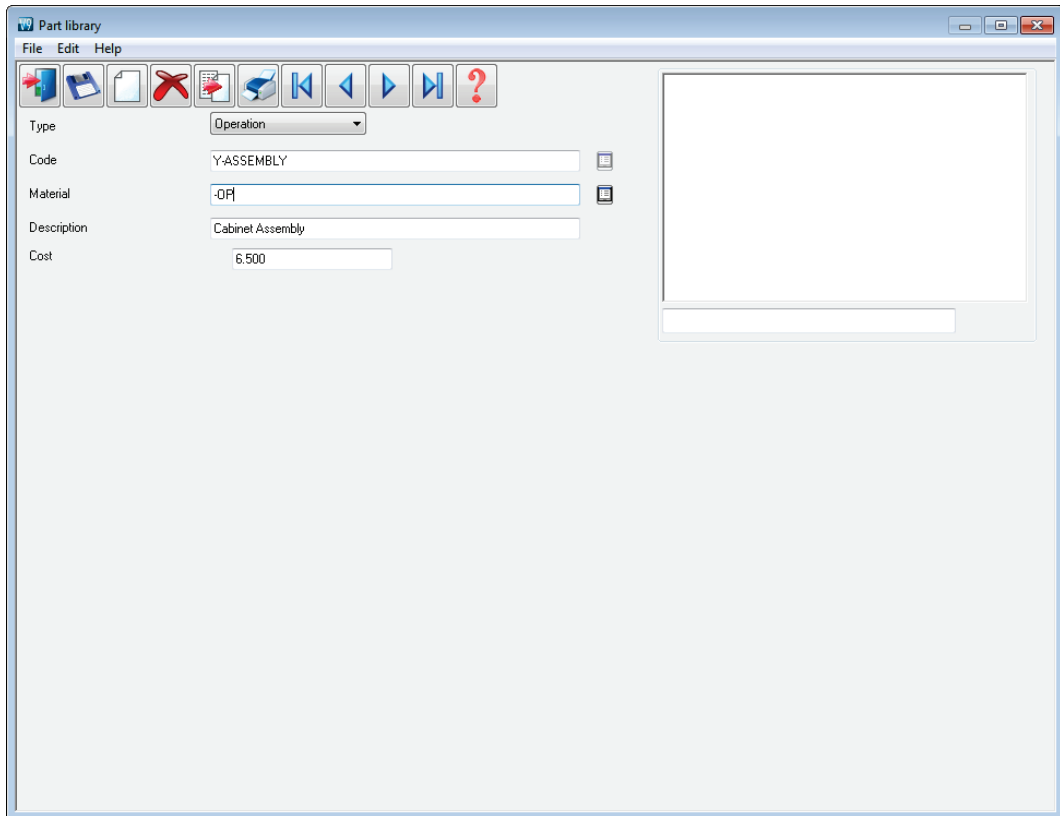 Part library
File Edit Help
Type Operation
Code Y-ASSEMBLY
Material -OP
Description Cabinet Assembly
Cost 6.500